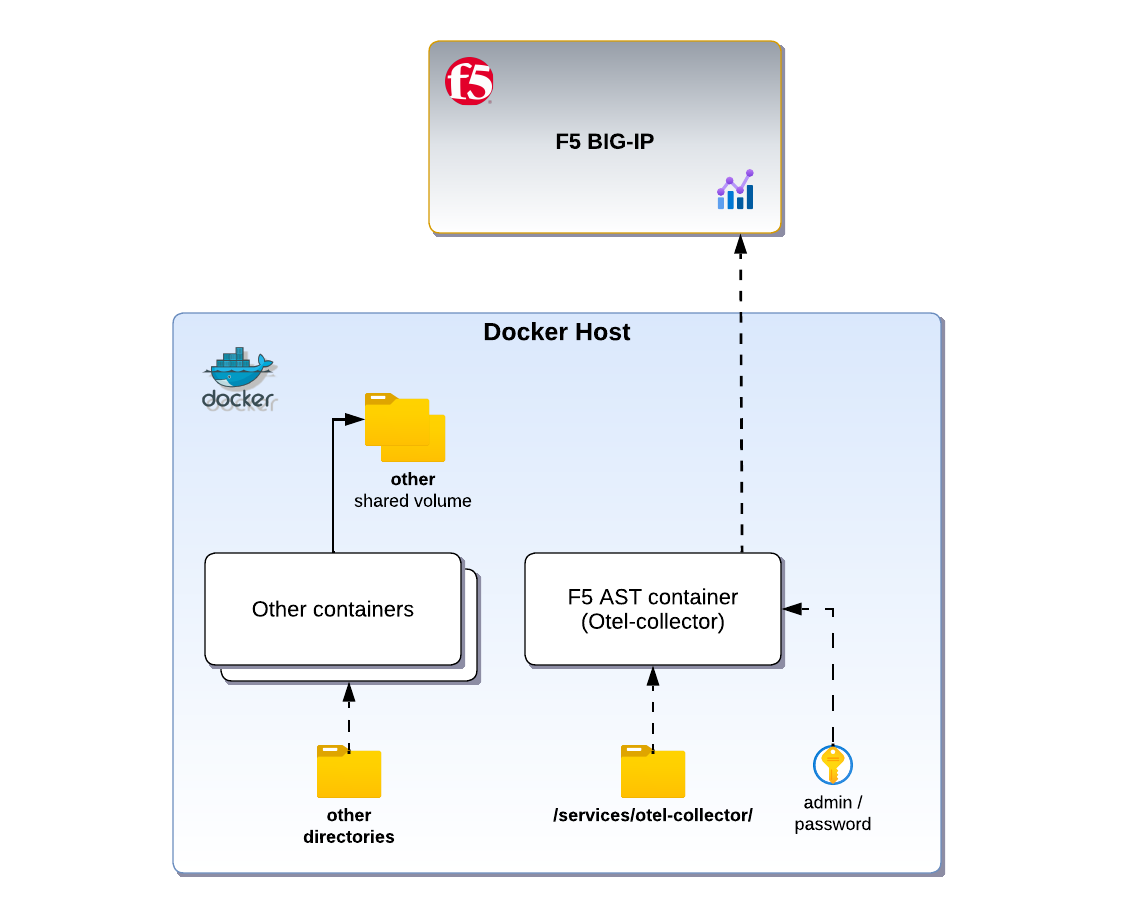 f5
F5 BIG-IP
Docker Host
docker
other
shared volume
Other containers
F5 AST container
(Otel-collector)
other
directories
/services/otel-collector/
admin /
password